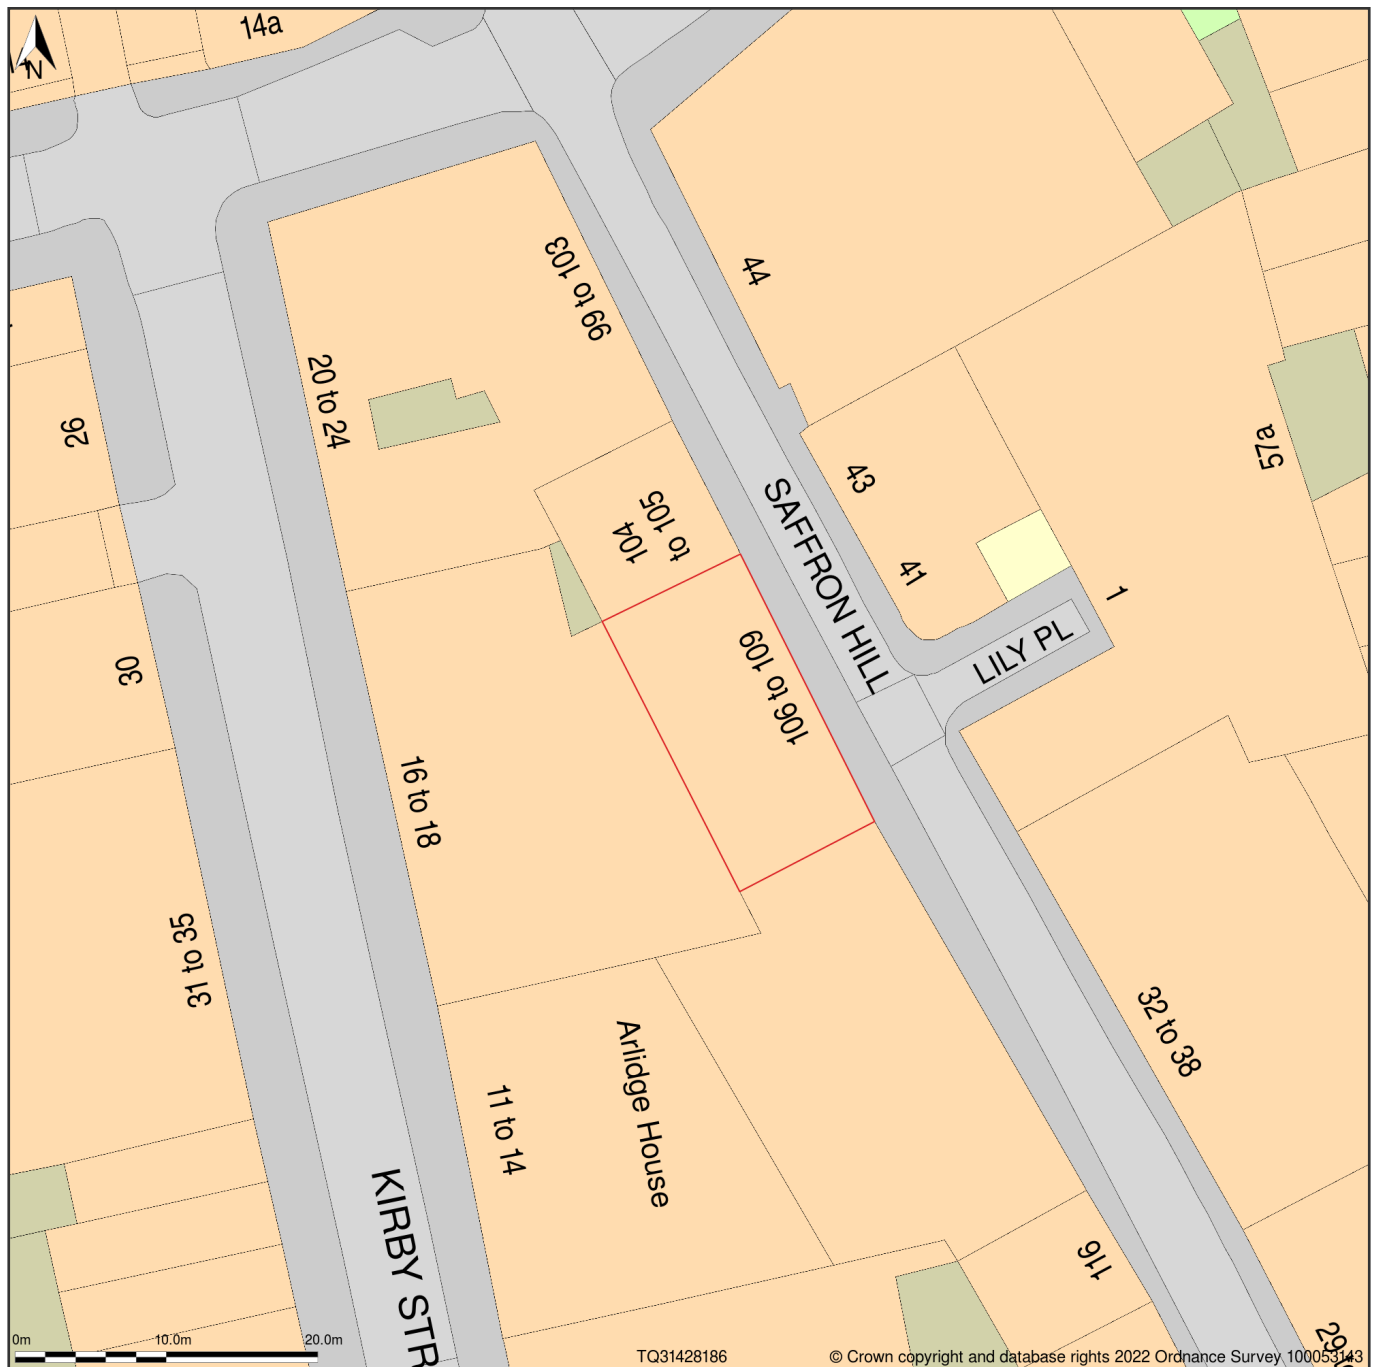 14a
N
99 to 103
44
20 to 24
26
57a
43
104
to 105
SAFFRON HILL
41
1
LILY PL
30
106 to 109
16 to 18
31 to 35
32 to 38
Arlidge House
11 to 14
KIRBY STR
116
0m 10.0m 20.0m
TQ31428186
© Crown copyright and database rights 2022 Ordnance Survey 100053143